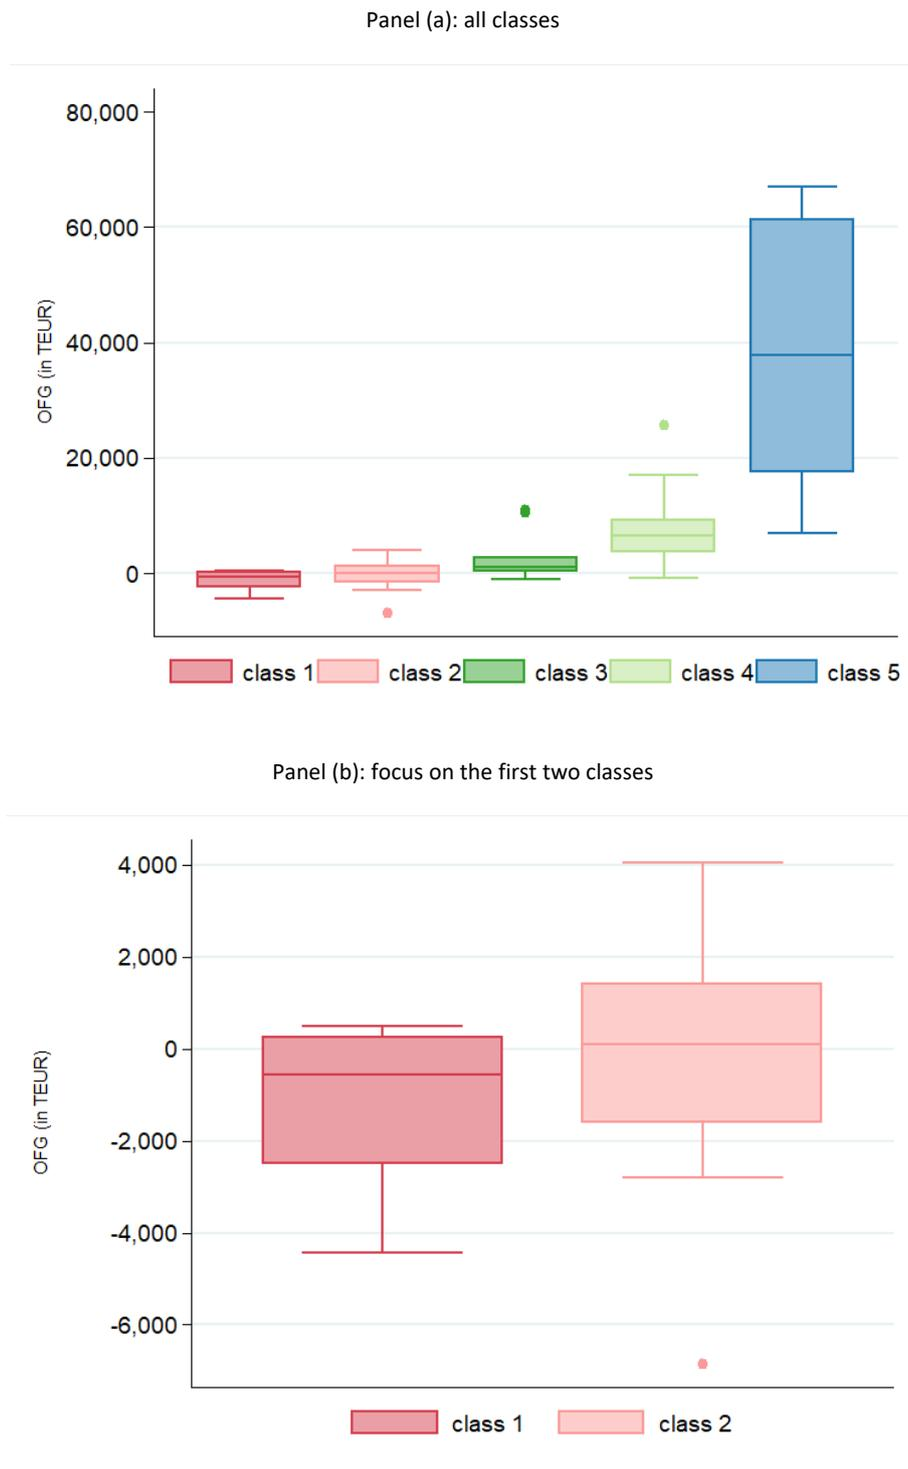 Panel (a): all classes
80,000
60,000
40,000
20,000
0
OFG (in TEUR)
class 1 class 2 class 3 class 4 class 5
Panel (b): focus on the first two classes
4,000
2,000
0
-2,000
-4,000
-6,000
OFG (in TEUR)
class 1 class 2